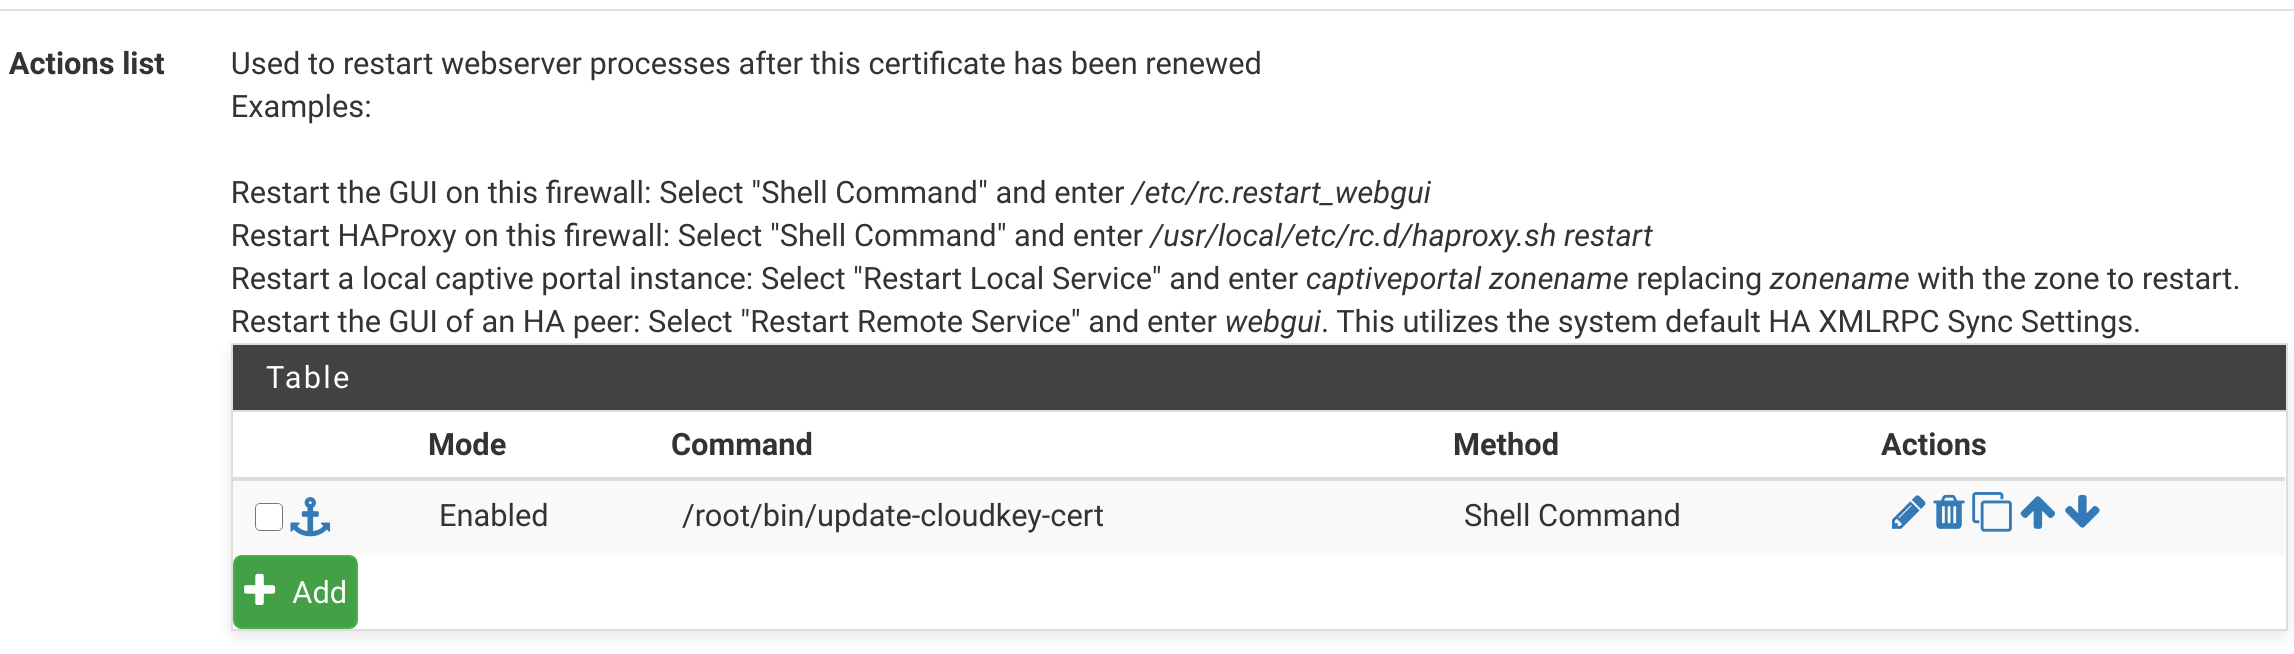 Actions list
Used to restart webserver processes after this certificate has been renewed
Examples:
Restart the GUI on this firewall: Select "Shell Command" and enter /etc/rc.restart_webgui
Restart HAProxy on this firewall: Select "Shell Command" and enter /usr/local/etc/rc.d/haproxy.sh restart
Restart a local captive portal instance: Select "Restart Local Service" and enter captiveportal zonename replacing zonename with the zone to restart.
Restart the GUI of an HA peer: Select "Restart Remote Service" and enter webgui. This utilizes the system default HA XMLRPC Sync Settings.
Table
Mode Command Method Actions
Enabled /root/bin/update-cloudkey-cert Shell Command
Add